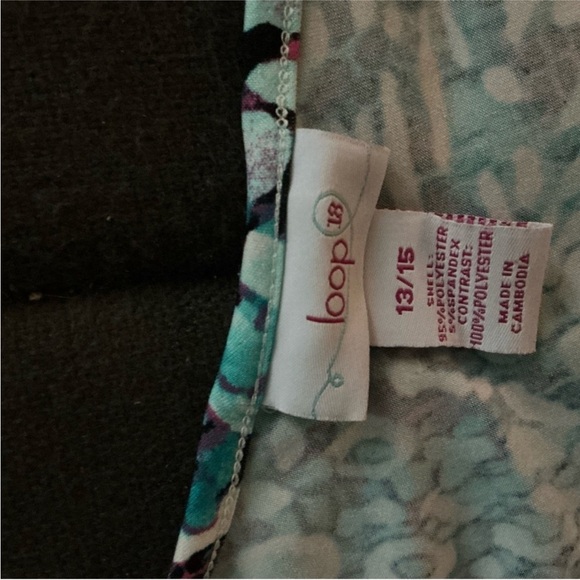 loop 18
13/15
SHELL:
95%POLYESTER
5%SPANDEX
CONTRAST:
100%POLYESTER
MADE IN
CAMBODIA